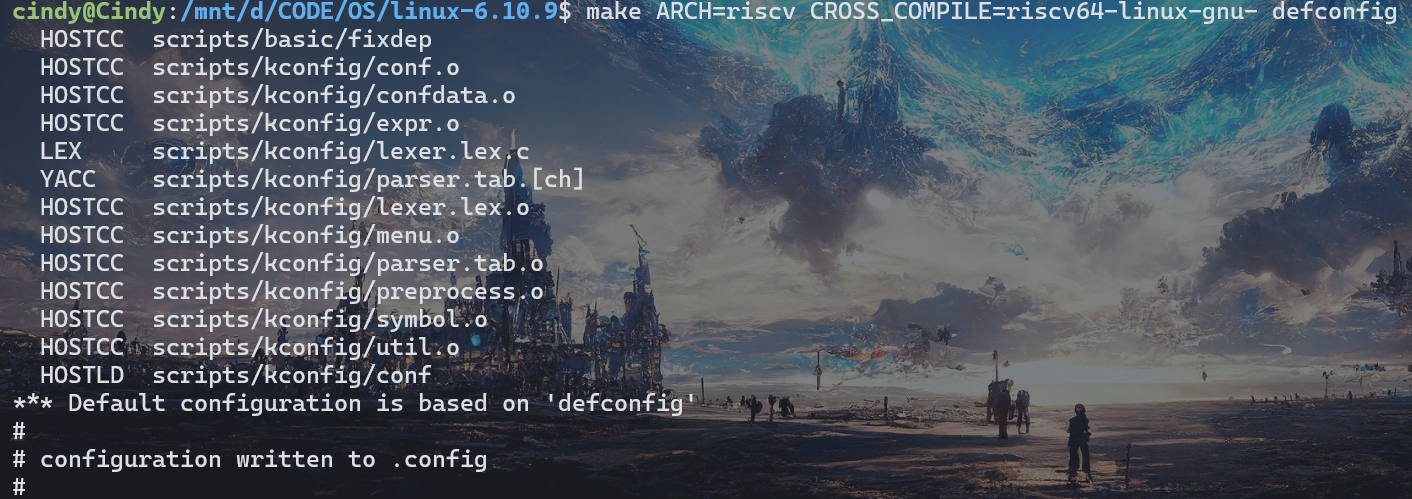 cindy@Cindy:/mnt/d/CODE/OS/linux-6.10.9$ make ARCH=riscv CROSS_COMPILE=riscv64-linux-gnu- defconfig
HOSTCC  scripts/basic/fixdep
HOSTCC  scripts/kconfig/conf.o
HOSTCC  scripts/kconfig/confdata.o
HOSTCC  scripts/kconfig/expr.o
LEX     scripts/kconfig/lexer.lex.c
YACC    scripts/kconfig/parser.tab.[ch]
HOSTCC  scripts/kconfig/lexer.lex.o
HOSTCC  scripts/kconfig/menu.o
HOSTCC  scripts/kconfig/parser.tab.o
HOSTCC  scripts/kconfig/preprocess.o
HOSTCC  scripts/kconfig/symbol.o
HOSTCC  scripts/kconfig/util.o
HOSTLD  scripts/kconfig/conf
*** Default configuration is based on 'defconfig'
#
# configuration written to .config
#